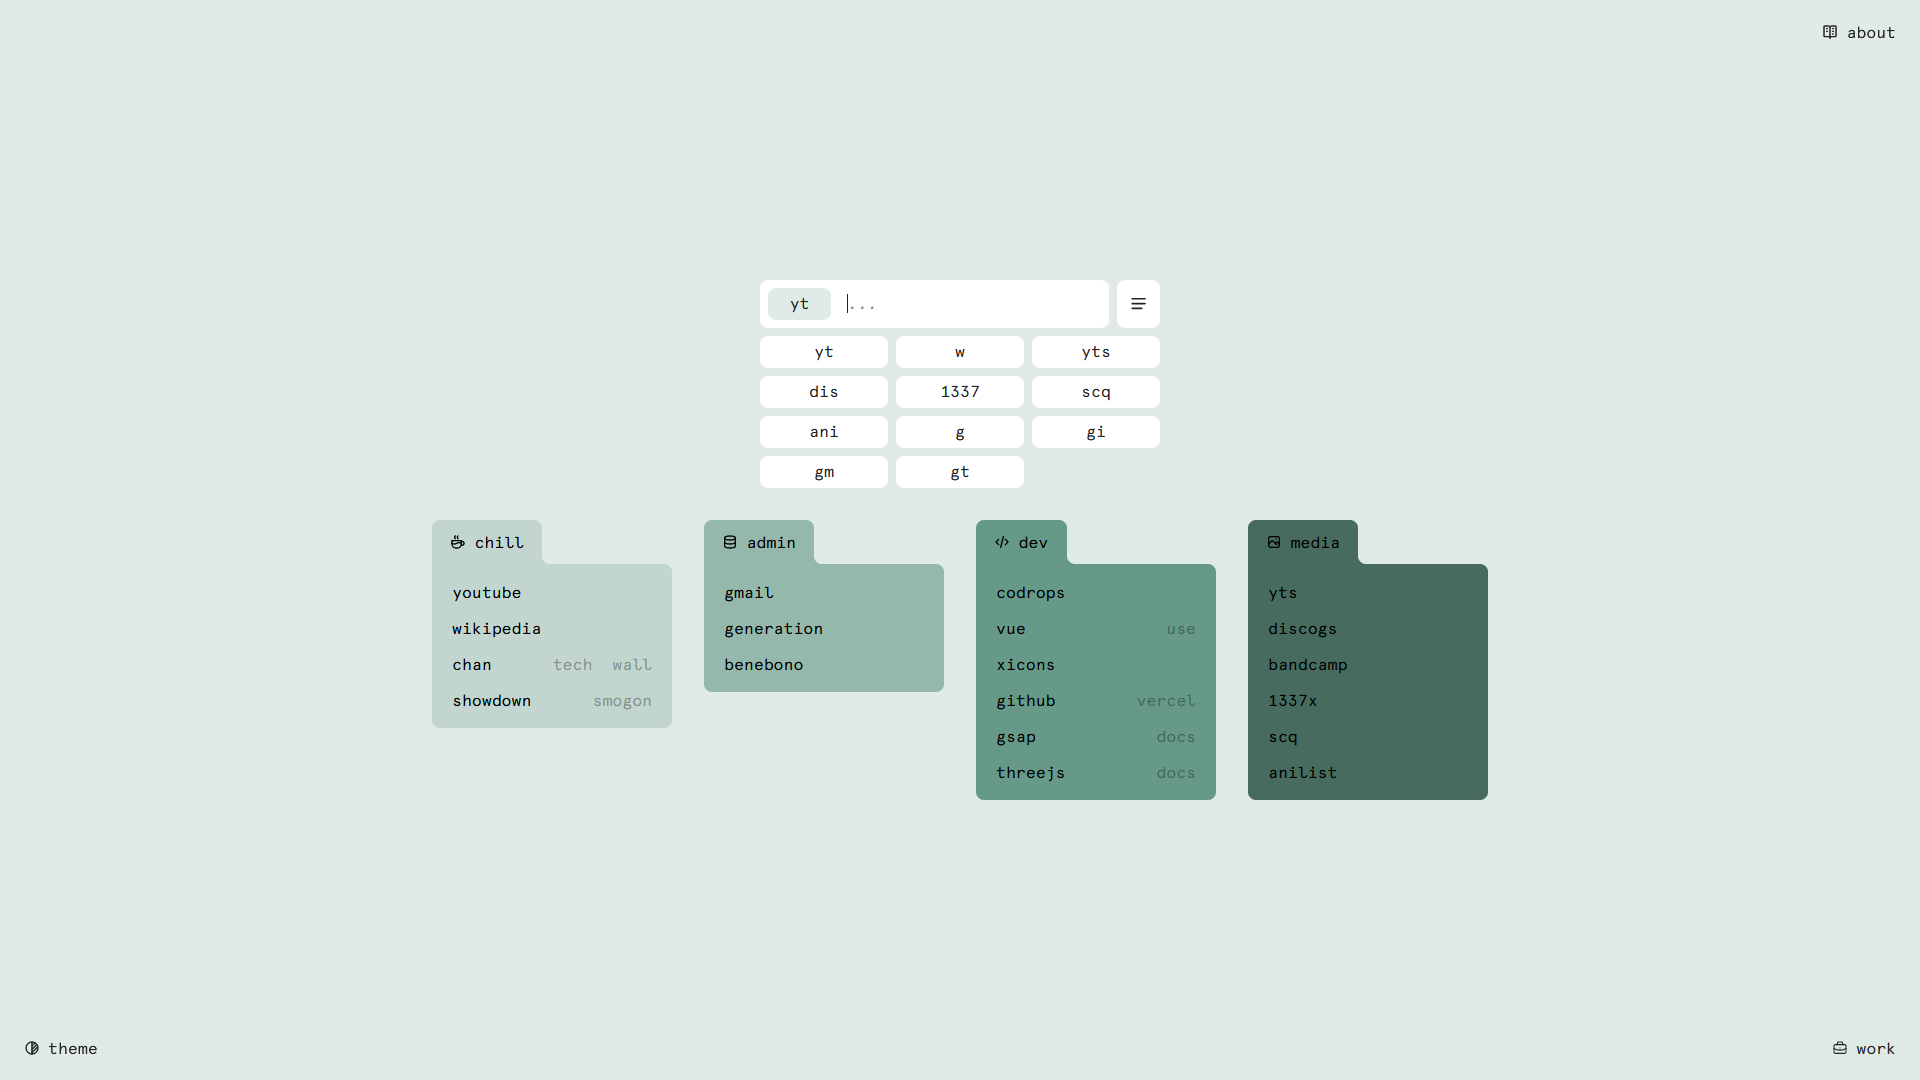 about
yt ...
yt w yts
dis 1337 scq
ani g gi
gm gt
chill
youtube
wikipedia
chan tech wall
showdown smogon
admin
gmail
generation
benebono
dev
codrops
vue use
xicons
github vercel
gsap docs
threejs docs
media
yts
discogs
bandcamp
1337x
scq
anilist
theme
work